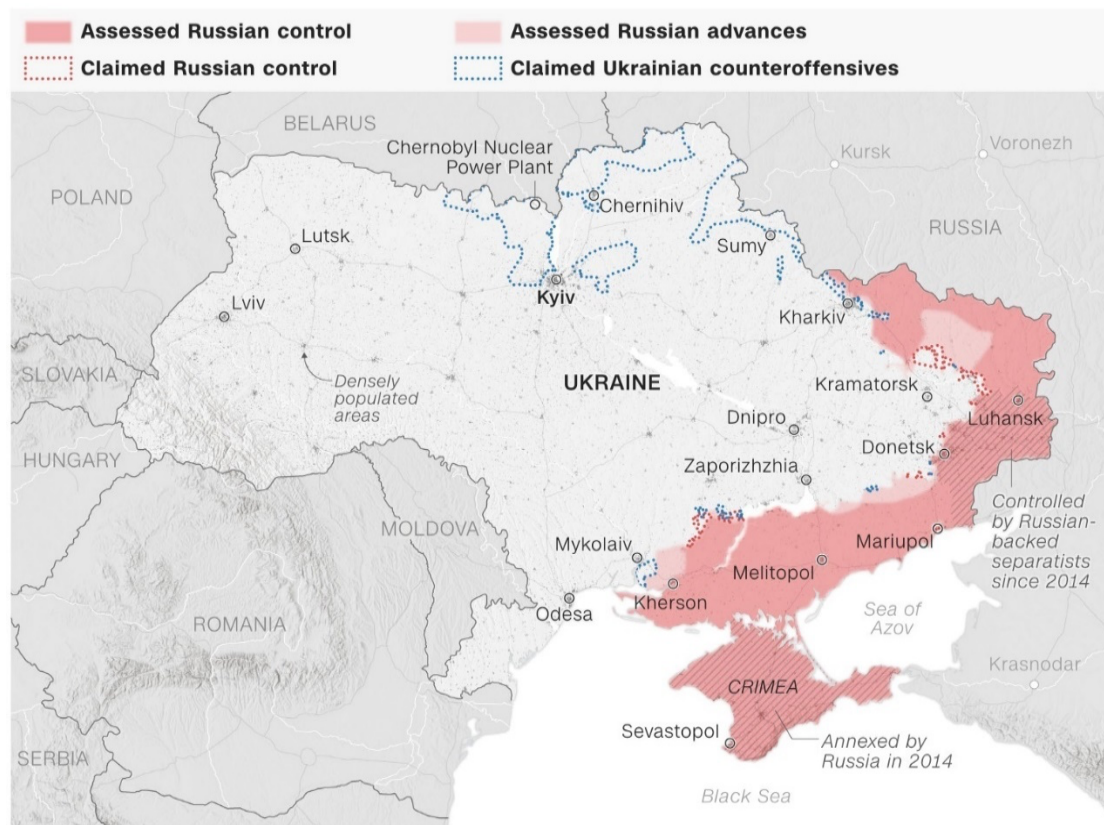 Assessed Russian control
Assessed Russian advances
Claimed Russian control
Claimed Ukrainian counteroffensives
BELARUS
Chernobyl Nuclear
Power Plant
Kursk
Voronezh
POLAND
Chernihiv
RUSSIA
Lutsk
Sumy
Kyiv
Lviv
Kharkiv
SLOVAKIA
Densely
populated
areas
UKRAINE
Kramatorsk
Luhansk
Dnipro
HUNGARY
Donetsk
Zaporizhzhia
Controlled
by Russian-
backed
separatists
since 2014
MOLDOVA
Mykolaiv
Mariupol
Melitopol
Kherson
Odesa
ROMANIA
Sea of
Azov
Krasnodar
CRIMEA
Sevastopol
Annexed by
Russia in 2014
SERBIA
Black Sea